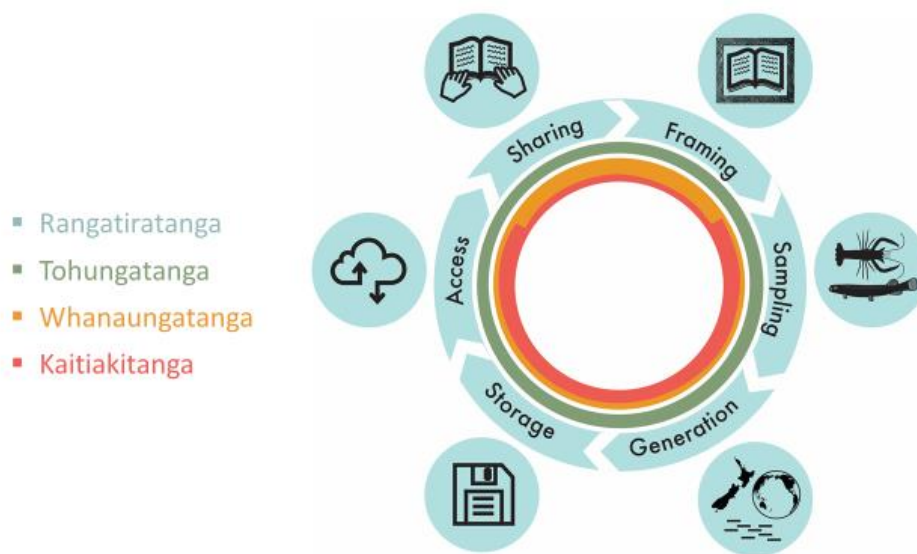 Rangatiratanga
Tohungatanga
Whanaungatanga
Kaitiakitanga
Sharing
Framing
Sampling
Generation
Storage
Access